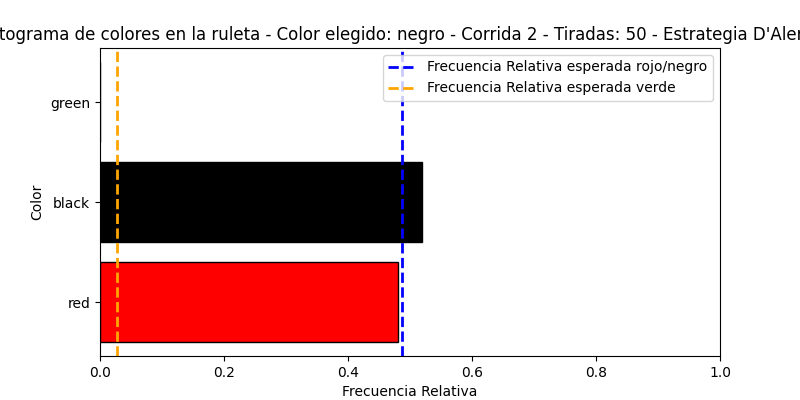 tograma de colores en la ruleta - Color elegido: negro - Corrida 2 - Tiradas: 50 - Estrategia D'Aler
Frecuencia Relativa esperada rojo/negro
Frecuencia Relativa esperada verde
green
black
red
Color
0.0 0.2 0.4 0.6 0.8 1.0
Frecuencia Relativa